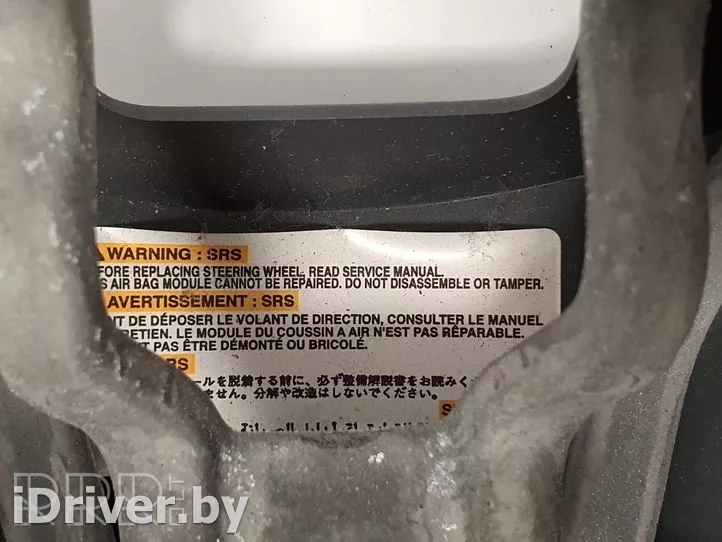 WARNING : SRS
FORE REPLACING STEERING WHEEL. READ SERVICE MANUAL.
S AIR BAG MODULE CANNOT BE REPAIRED. DO NOT DISASSEMBLE OR TAMPER.
AVERTISSEMENT : SRS
NT DE DÉPOSER LE VOLANT DE DIRECTION, CONSULTER LE MANUEL
RETIEN. LE MODULE DU COUSSIN A AIR N'EST PAS RÊPARABLE.
PAS ÊTRE DÉMONTÉ OU BRICOLÉ.
RS
ールを脱着する前に、必ず整備解説書をお読みく
ません。分解や改造はしないでください。
S
iDriver.by